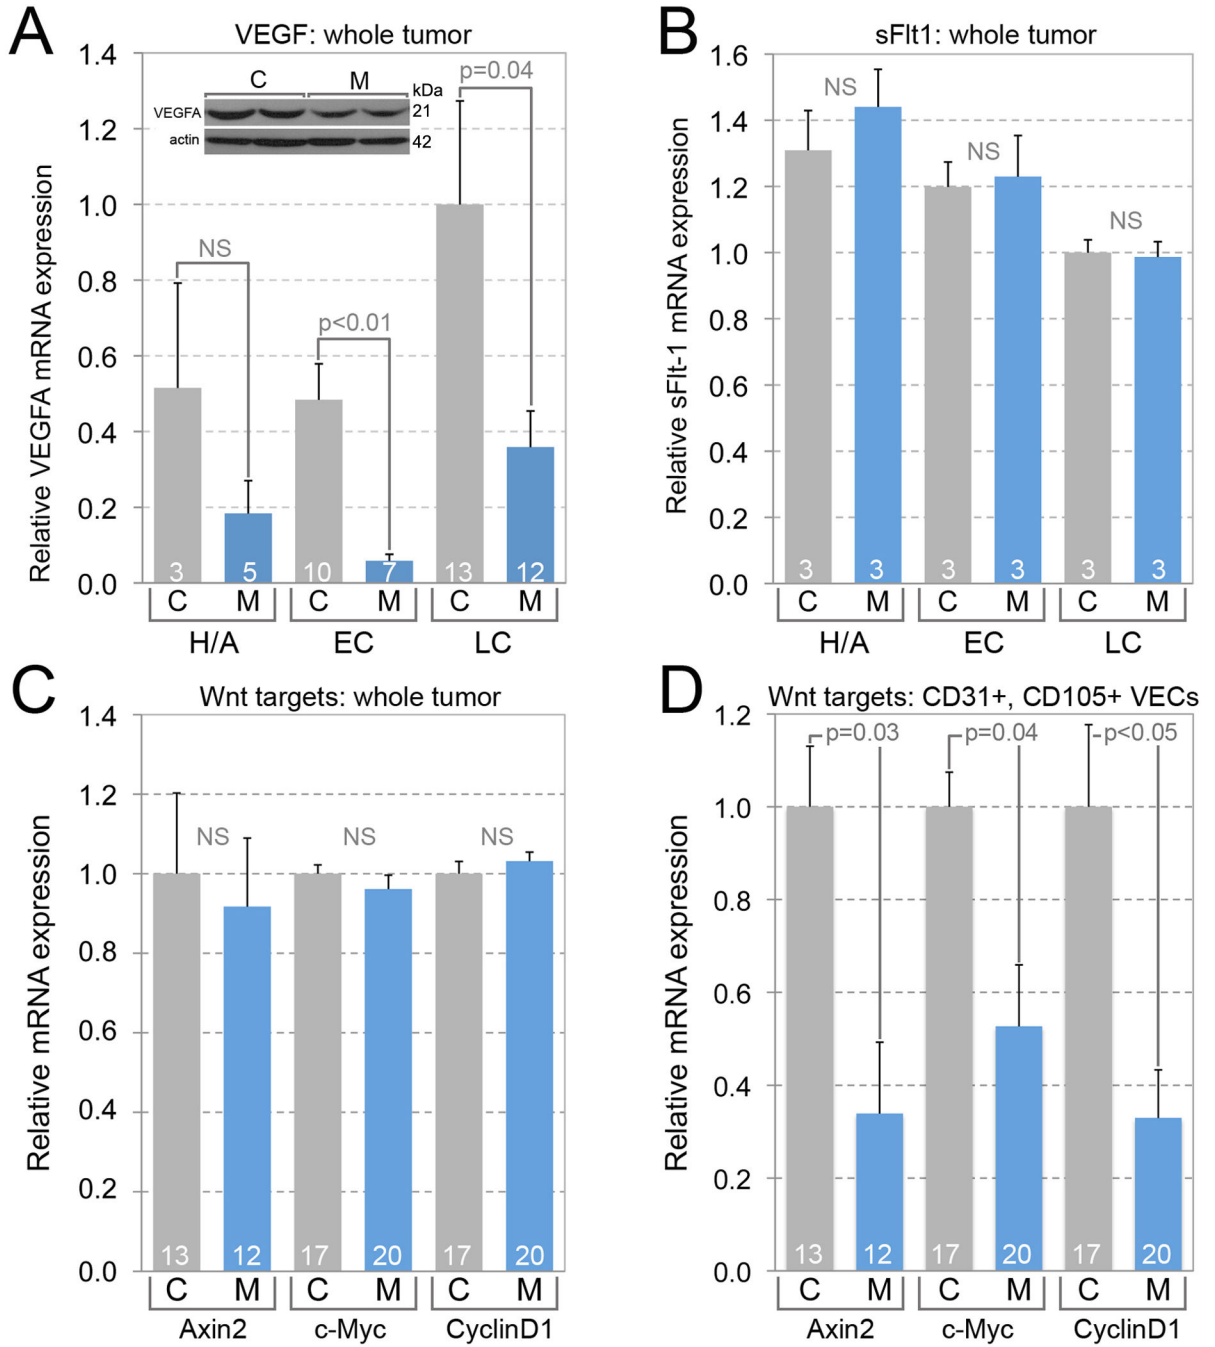 A
VEGF: whole tumor
Relative VEGFA mRNA expression
1.4
1.2
1.0
0.8
0.6
0.4
0.2
0.0
C M
kDa
VEGFA 21
actin 42
NS
p<0.01
p=0.04
3 5 10 7 13 12
C M C M C M
H/A EC LC
B
sFlt1: whole tumor
Relative sFlt-1 mRNA expression
1.6
1.4
1.2
1.0
0.8
0.6
0.4
0.2
0.0
NS
NS
NS
3 3 3 3 3 3
C M C M C M
H/A EC LC
C
Wnt targets: whole tumor
Relative mRNA expression
1.4
1.2
1.0
0.8
0.6
0.4
0.2
0.0
NS NS NS
13 12 17 20 17 20
C M C M C M
Axin2 c-Myc CyclinD1
D
Wnt targets: CD31+, CD105+ VECs
Relative mRNA expression
1.2
1.0
0.8
0.6
0.4
0.2
0.0
p=0.03 p=0.04 p<0.05
13 12 17 20 17 20
C M C M C M
Axin2 c-Myc CyclinD1